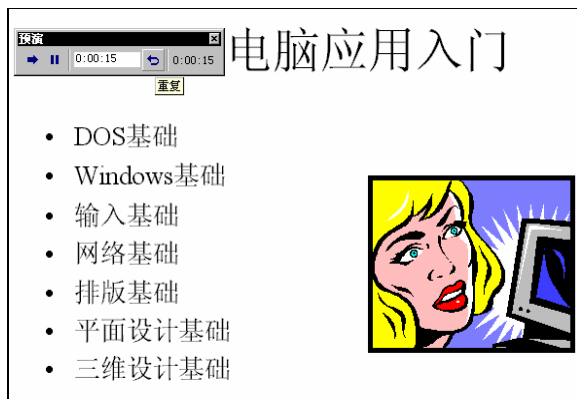 预演
0:00:15 0:00:15
重复
电脑应用入门
• DOS基础
• Windows基础
• 输入基础
• 网络基础
• 排版基础
• 平面设计基础
• 三维设计基础